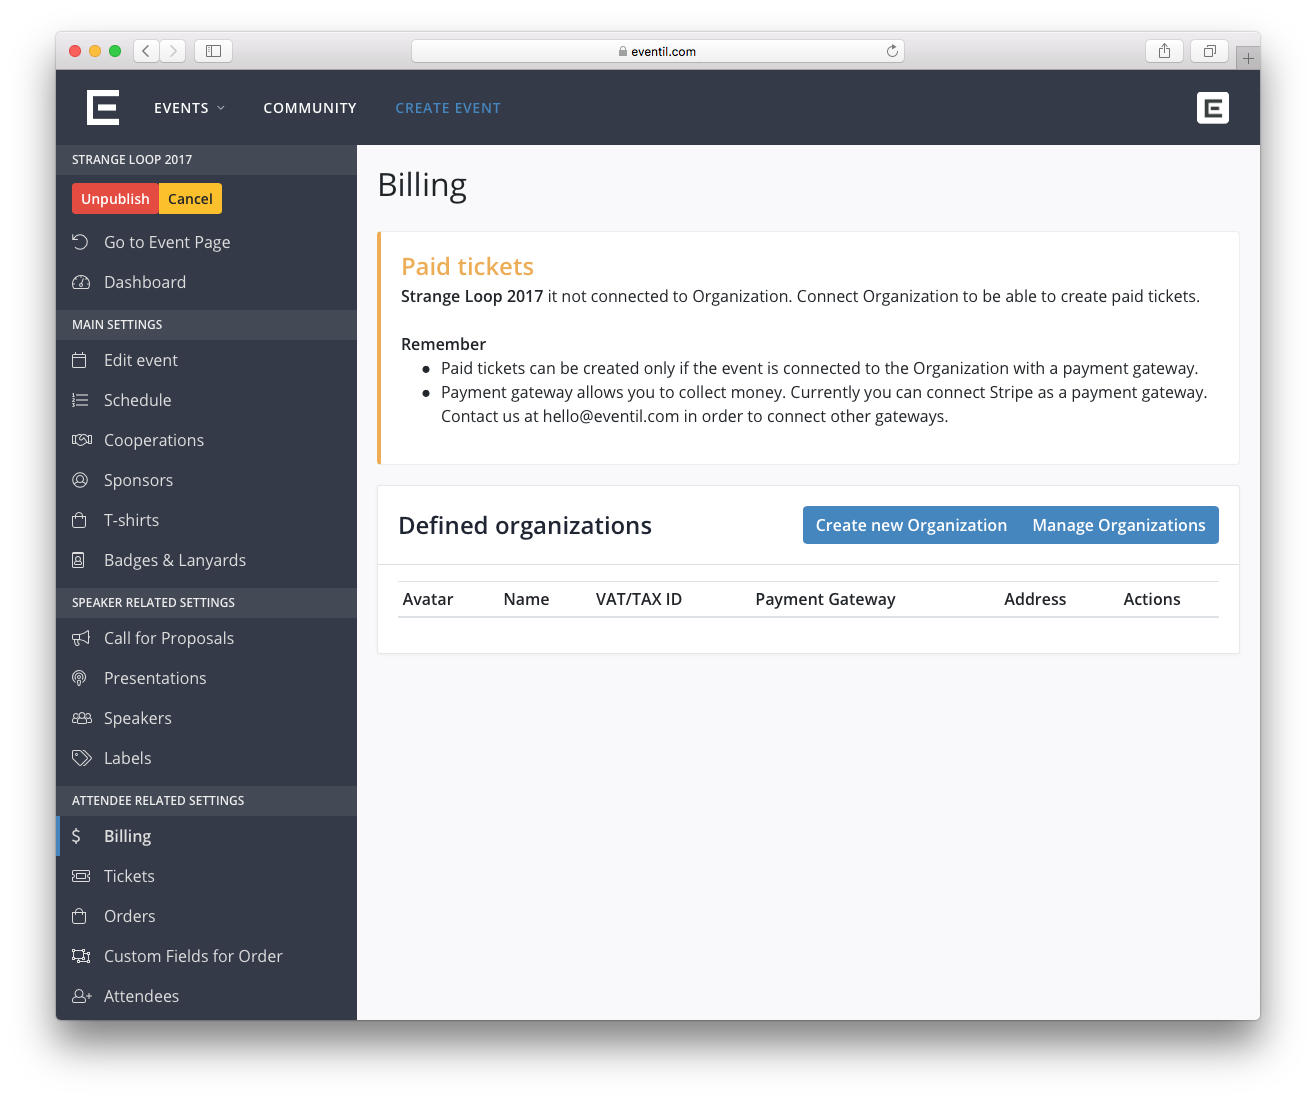 eventil.com
EVENTS
COMMUNITY
CREATE EVENT
STRANGE LOOP 2017
Unpublish
Cancel
Go to Event Page
Dashboard
MAIN SETTINGS
Edit event
Schedule
Cooperations
Sponsors
T-shirts
Badges & Lanyards
SPEAKER RELATED SETTINGS
Call for Proposals
Presentations
Speakers
Labels
ATTENDEE RELATED SETTINGS
Billing
Tickets
Orders
Custom Fields for Order
Attendees
Billing
Paid tickets
Strange Loop 2017 it not connected to Organization. Connect Organization to be able to create paid tickets.
Remember
● Paid tickets can be created only if the event is connected to the Organization with a payment gateway.
● Payment gateway allows you to collect money. Currently you can connect Stripe as a payment gateway.
Contact us at hello@eventil.com in order to connect other gateways.
Defined organizations
Create new Organization
Manage Organizations
Avatar Name VAT/TAX ID Payment Gateway Address Actions